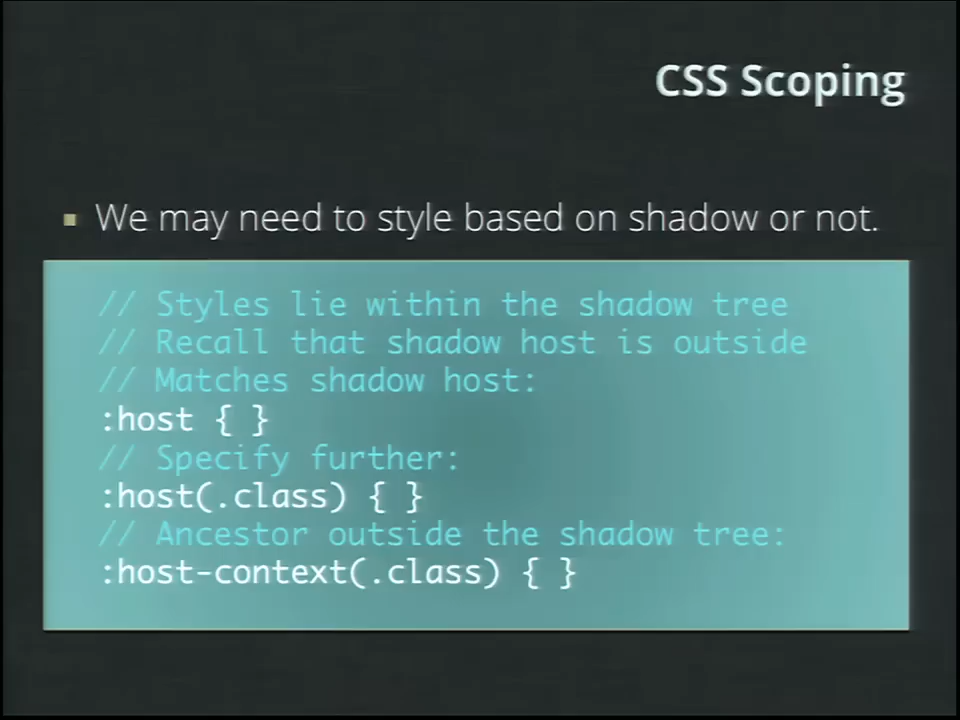 CSS Scoping
We may need to style based on shadow or not.
// Styles lie within the shadow tree
// Recall that shadow host is outside
// Matches shadow host:
:host { }
// Specify further:
:host(.class) { }
// Ancestor outside the shadow tree:
:host-context(.class) { }